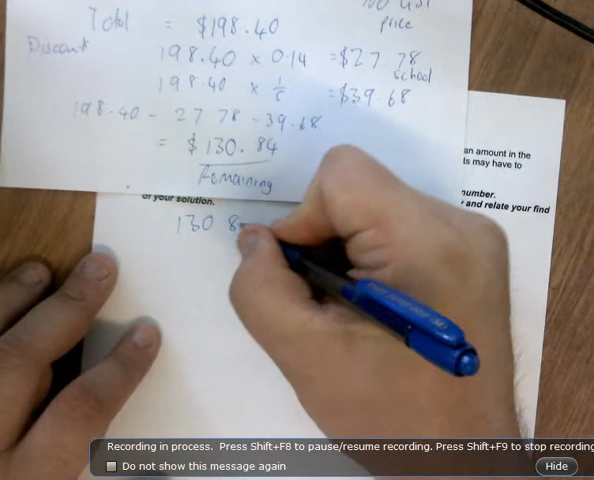 NO GST
Price
Total = $198.40
Discount
198.40 x 0.14 = $27.78
school
198.40 x 1/5 = $39.68
198.40 - 27 78 - 39.68
= $130.84
Remaining
an amount in the
ts may have to
number.
and relate your find
of your solution.
130 8
Recording in process. Press Shift+F8 to pause/resume recording. Press Shift+F9 to stop recording
Do not show this message again
Hide